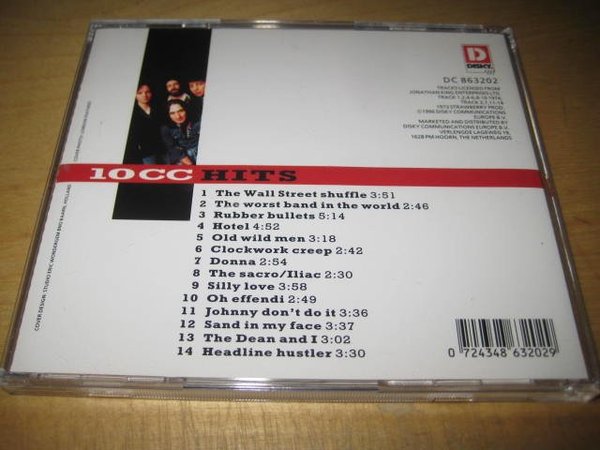 DISKY
DC 863202
TRACKS LICENSED FROM
JONATHAN KING ENTERPRISES LTD.
1973 STRAWBERRY PROD.
©1996 DISKY COMMUNICATIONS
EUROPE B.V.
MARKETED AND DISTRIBUTED BY
DISKY COMMUNICATIONS EUROPE B.V.
VERLENGDE LAGEWEG 19,
1628 PM HOORN, THE NETHERLANDS
10CC HITS
1 The Wall Street shuffle 3:51
2 The worst band in the world 2:46
3 Rubber bullets 5:14
4 Hotel 4:52
5 Old wild men 3:18
6 Clockwork creep 2:42
7 Donna 2:54
8 The sacro/Iliac 2:30
9 Silly love 3:58
10 Oh effendi 2:49
11 Johnny don't do it 3:36
12 Sand in my face 3:37
13 The Dean and I 3:02
14 Headline hustler 3:30
0 724348 632029